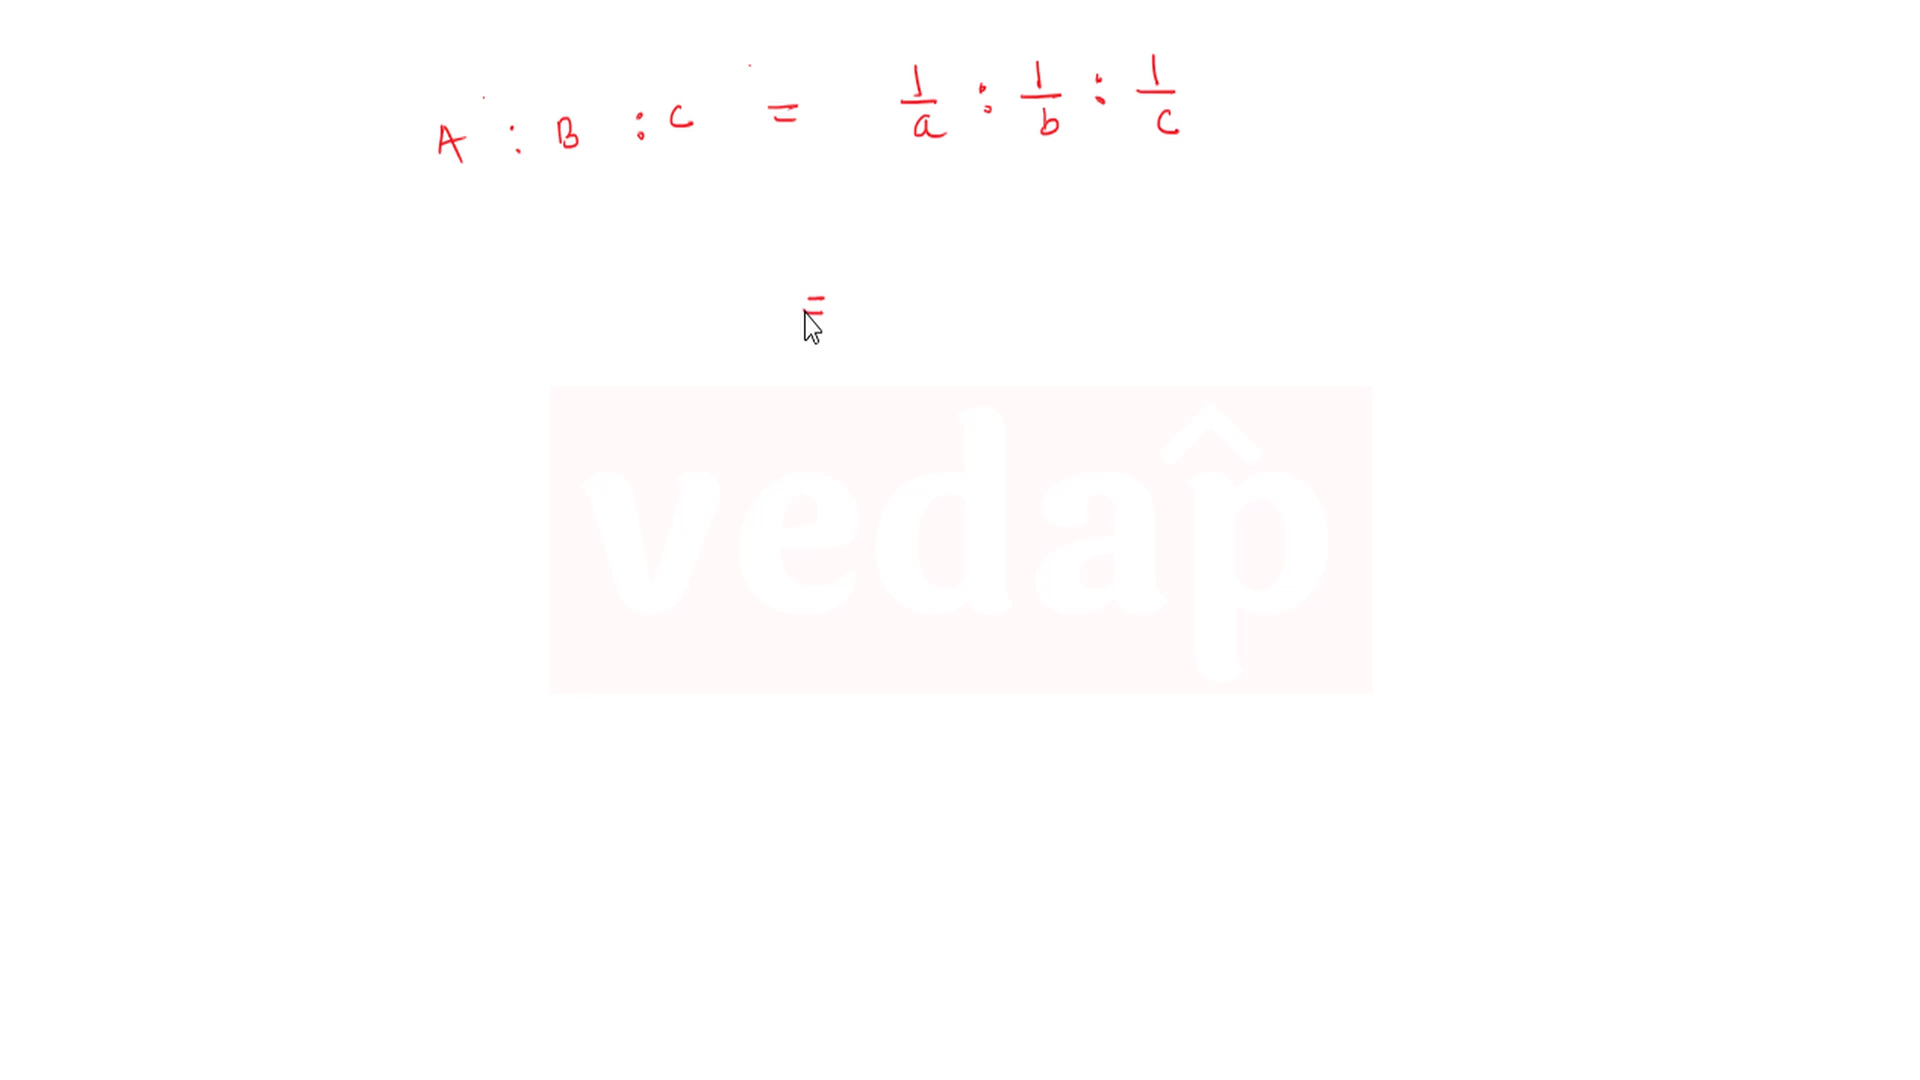 A : B : C = 1/a : 1/b : 1/c
=
vedap̂